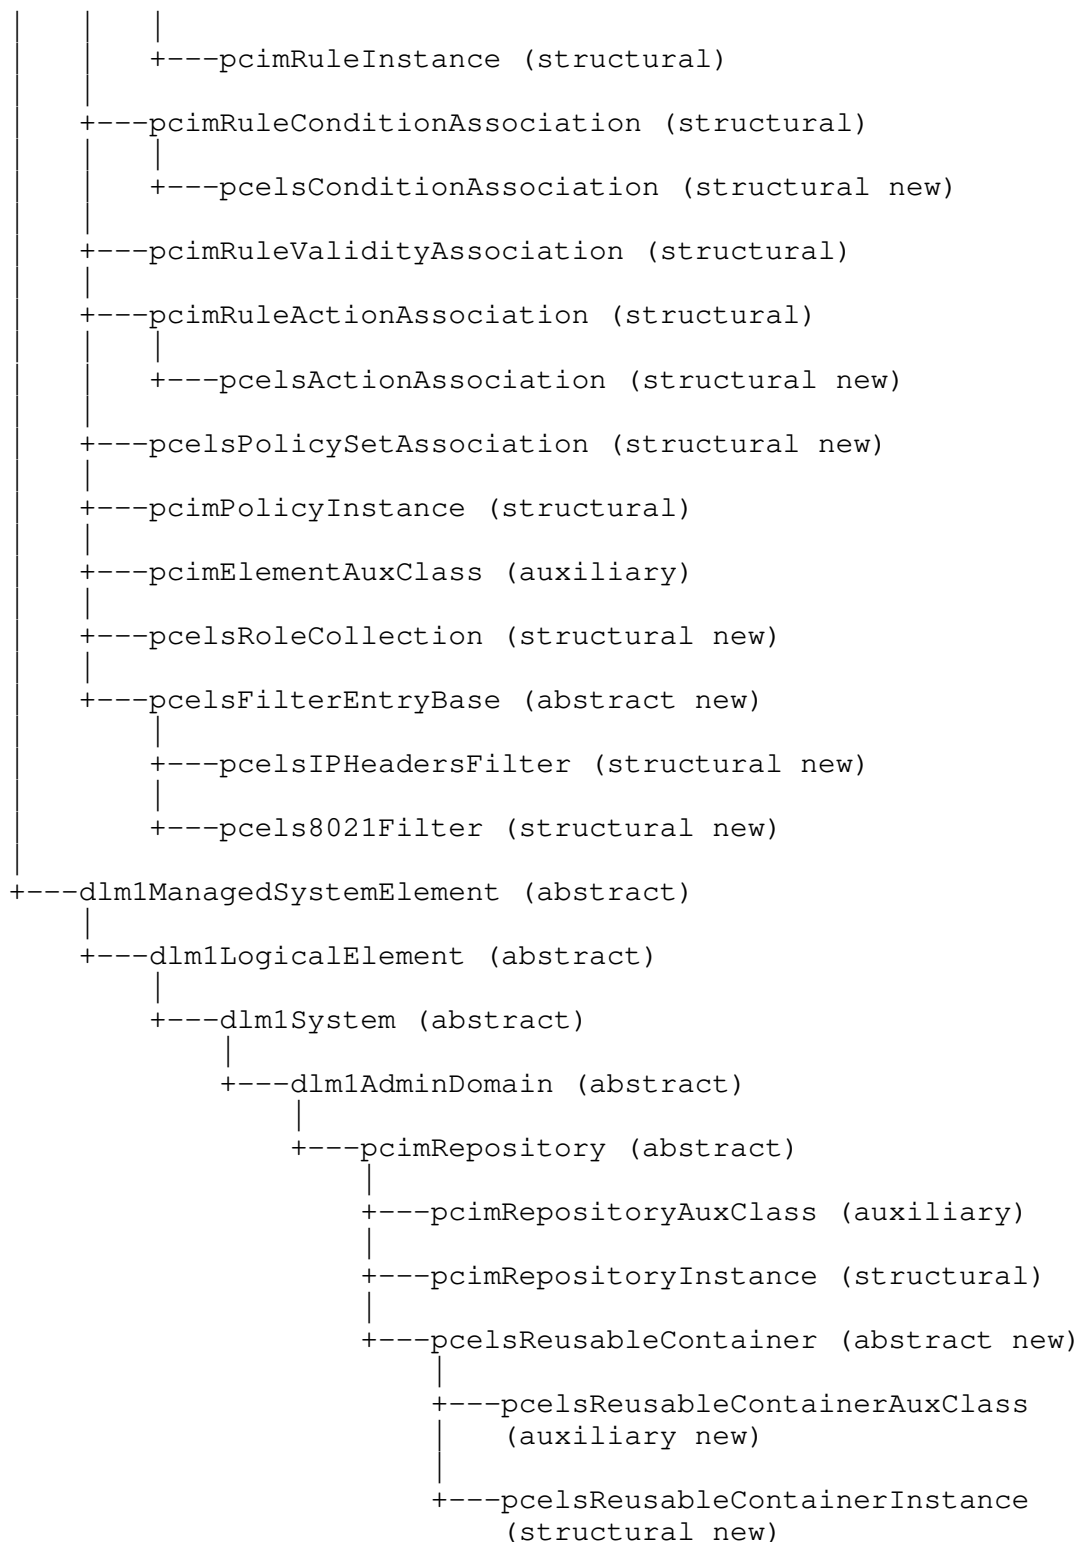 |    |    |
|    |    +---pcimRuleInstance (structural)
|    |
|    +---pcimRuleConditionAssociation (structural)
|    |    |
|    |    +---pcelsConditionAssociation (structural new)
|    |
|    +---pcimRuleValidityAssociation (structural)
|    |
|    +---pcimRuleActionAssociation (structural)
|    |    |
|    |    +---pcelsActionAssociation (structural new)
|    |
|    +---pcelsPolicySetAssociation (structural new)
|    |
|    +---pcimPolicyInstance (structural)
|    |
|    +---pcimElementAuxClass (auxiliary)
|    |
|    +---pcelsRoleCollection (structural new)
|    |
|    +---pcelsFilterEntryBase (abstract new)
|         |
|         +---pcelsIPHeadersFilter (structural new)
|         |
|         +---pcels8021Filter (structural new)
|
+---dlm1ManagedSystemElement (abstract)
     |
     +---dlm1LogicalElement (abstract)
          |
          +---dlm1System (abstract)
               |
               +---dlm1AdminDomain (abstract)
                    |
                    +---pcimRepository (abstract)
                         |
                         +---pcimRepositoryAuxClass (auxiliary)
                         |
                         +---pcimRepositoryInstance (structural)
                         |
                         +---pcelsReusableContainer (abstract new)
                              |
                              +---pcelsReusableContainerAuxClass
                              |    (auxiliary new)
                              |
                              +---pcelsReusableContainerInstance
                                   (structural new)